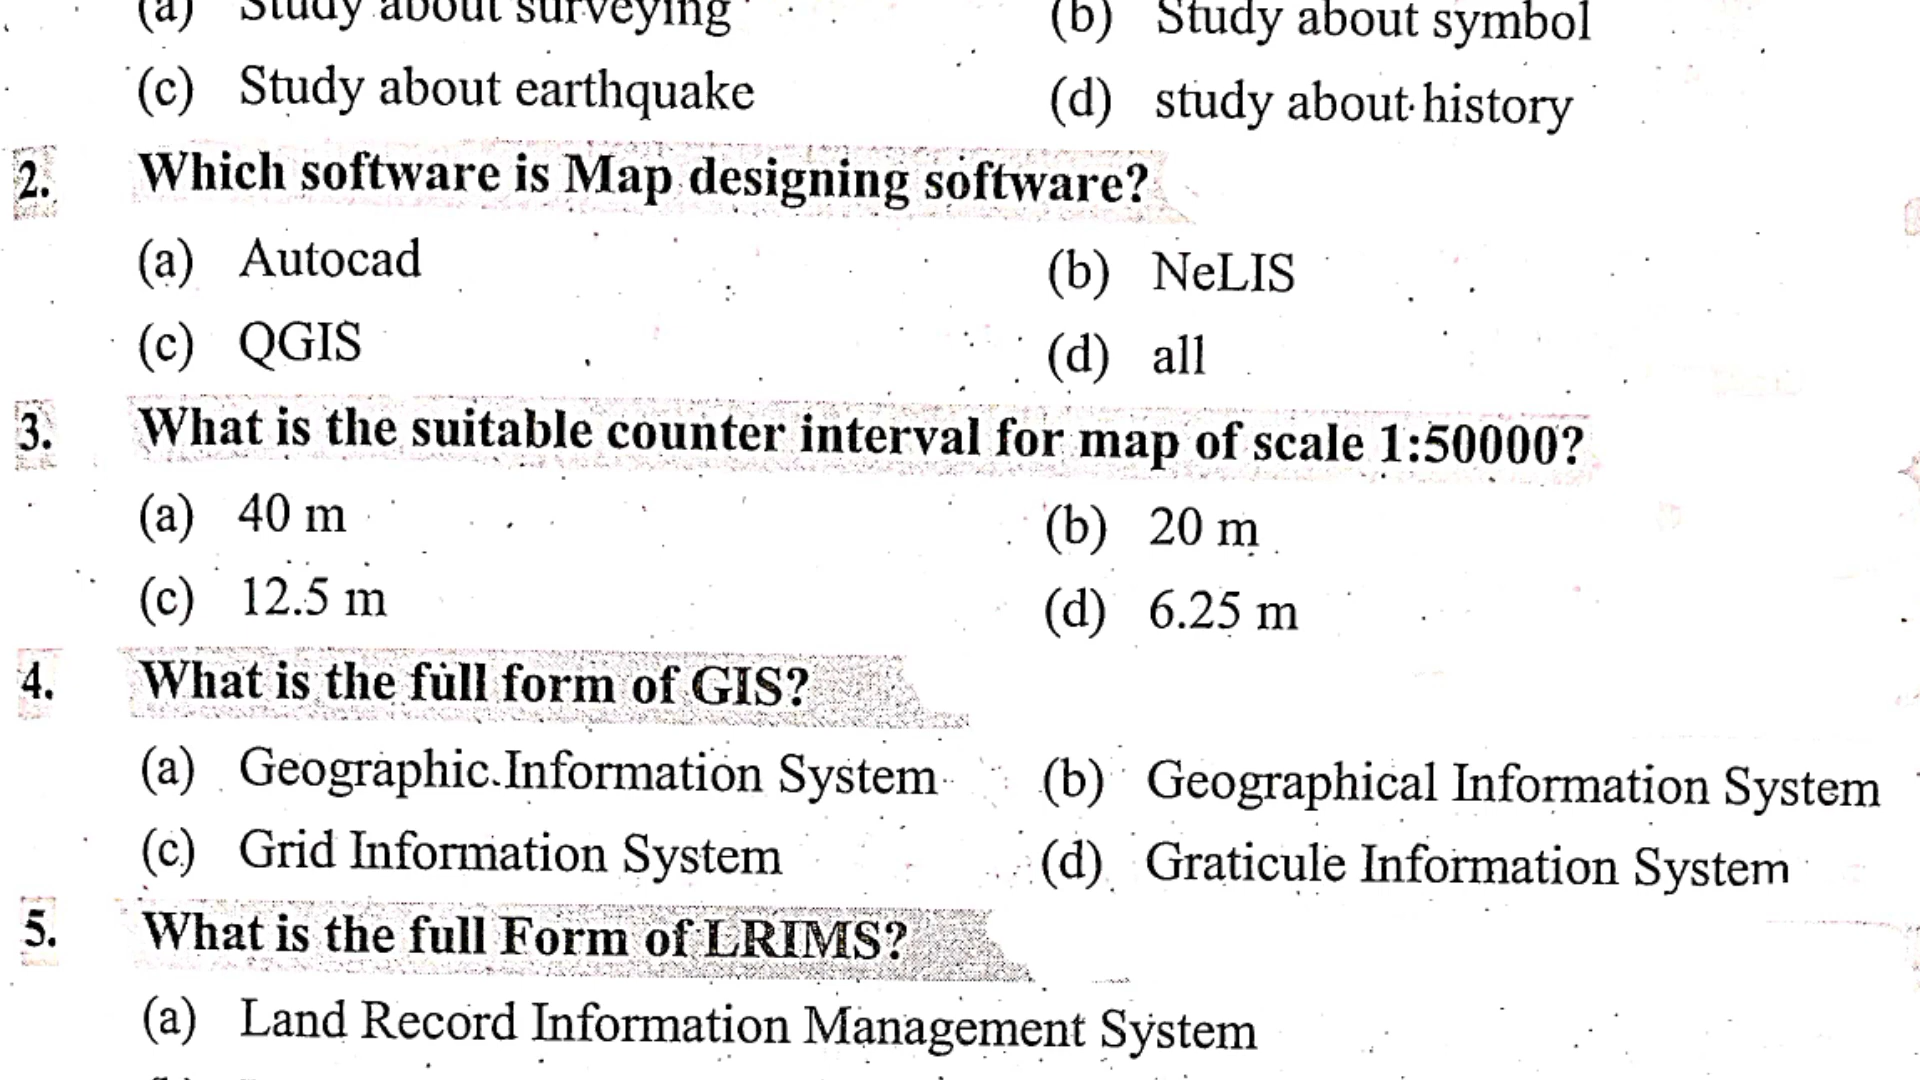 (a) Study about surveying (b) Study about symbol
(c) Study about earthquake (d) study about history
2. Which software is Map designing software?
(a) Autocad (b) NeLIS
(c) QGIS (d) all
3. What is the suitable counter interval for map of scale 1:50000?
(a) 40 m (b) 20 m
(c) 12.5 m (d) 6.25 m
4. What is the full form of GIS?
(a) Geographic Information System (b) Geographical Information System
(c) Grid Information System (d) Graticule Information System
5. What is the full Form of LRIMS?
(a) Land Record Information Management System